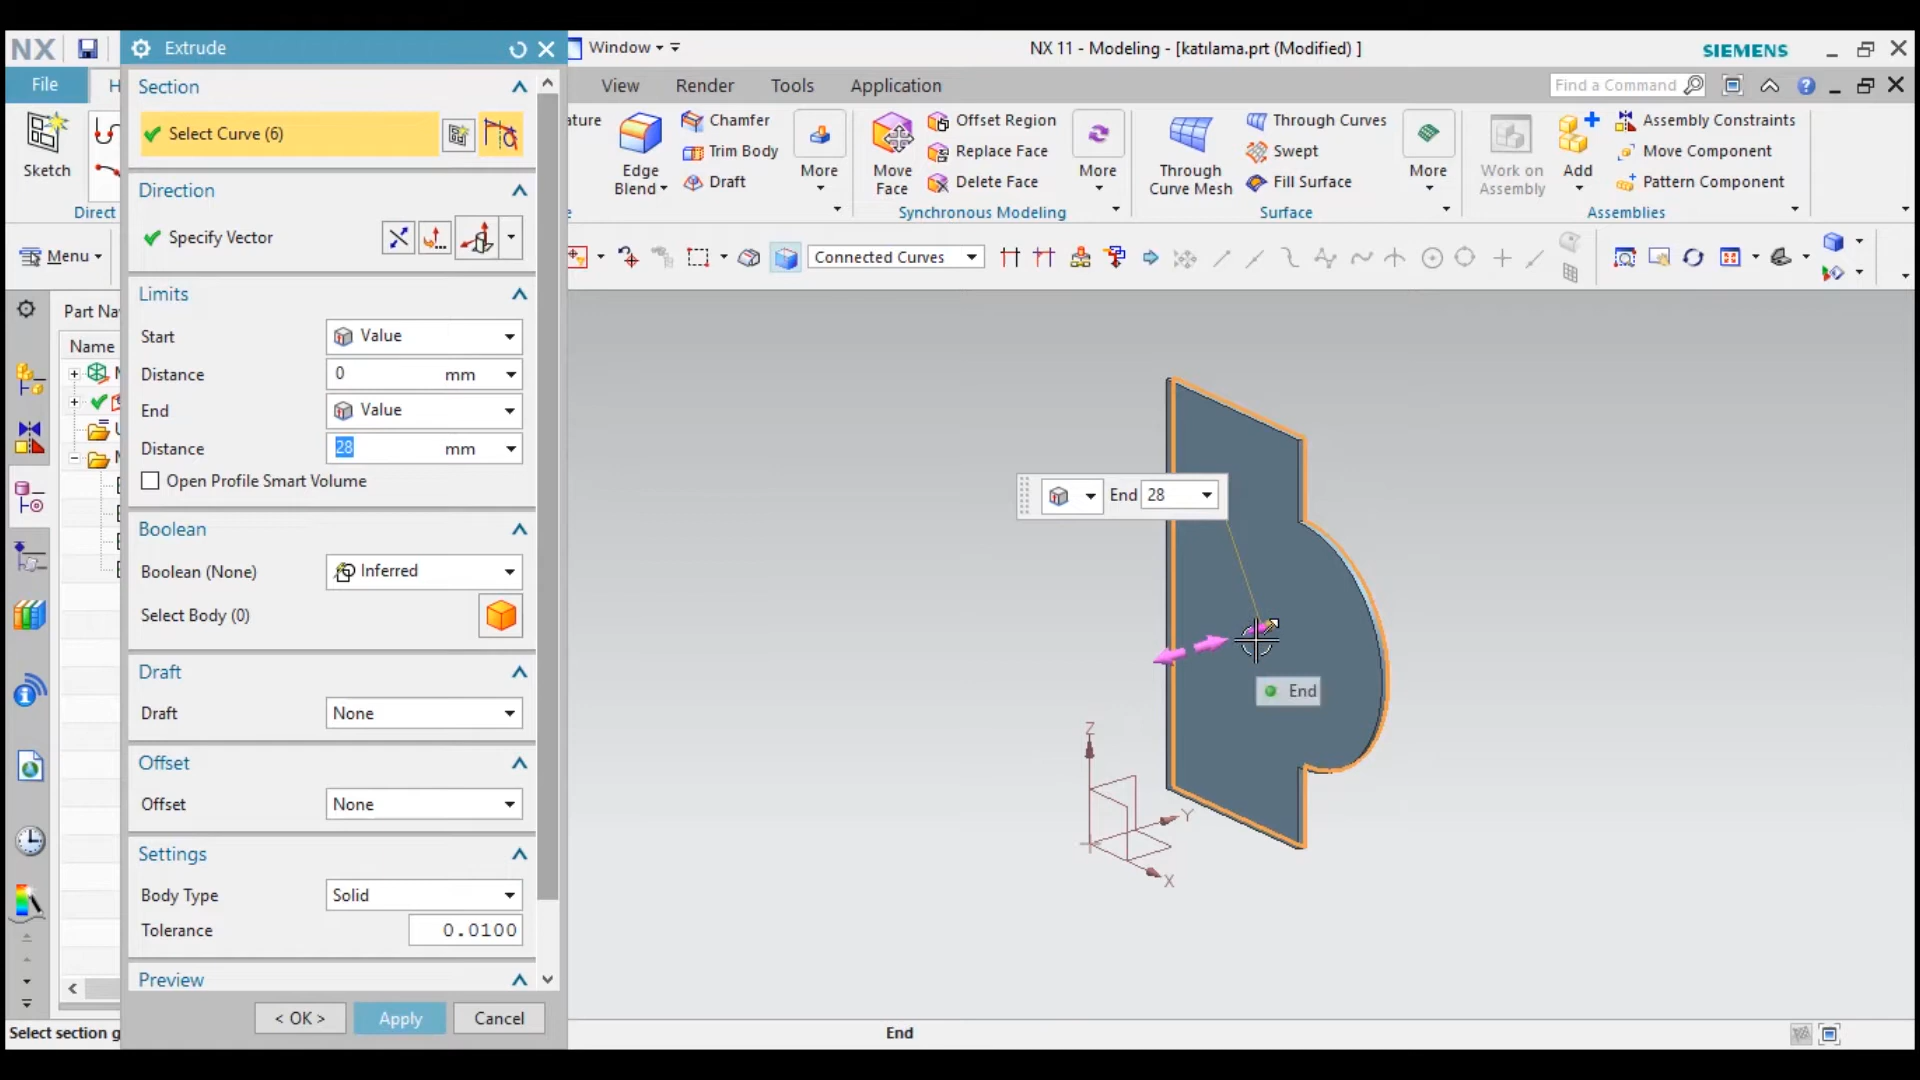 NX
Extrude
Window
NX 11 - Modeling - [katılama.prt (Modified) ]
SIEMENS
File
View
Render
Tools
Application
Find a Command
Section
Select Curve (6)
Sketch
Edge Blend
Chamfer
Trim Body
Draft
More
Move Face
Offset Region
Replace Face
Delete Face
More
Through Curve Mesh
Through Curves
Swept
Fill Surface
More
Work on Assembly
Add
Assembly Constraints
Move Component
Pattern Component
Direct
Synchronous Modeling
Surface
Assemblies
Direction
Specify Vector
Menu
Connected Curves
Limits
Part Na
Name
Start
Value
Distance
0 mm
End
Value
Distance
28 mm
Open Profile Smart Volume
Boolean
Boolean (None)
Inferred
Select Body (0)
Draft
Draft
None
Offset
Offset
None
Settings
Body Type
Solid
Tolerance
0.0100
Preview
< OK >
Apply
Cancel
End 28
End
Z
Y
X
Select section g
End